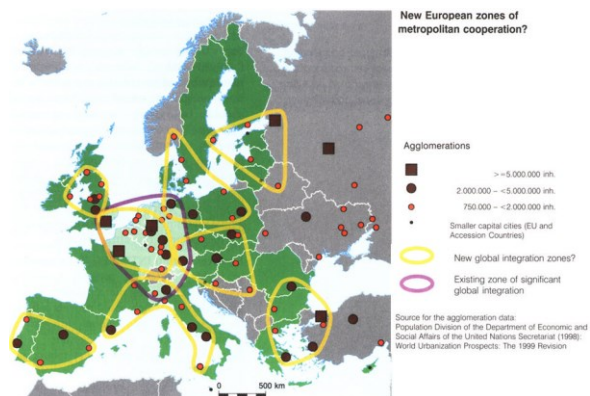 New European zones of
metropolitan cooperation?
Agglomerations
>=5.000.000 inh.
2.000.000 - <5.000.000 inh.
750.000 - <2.000.000 inh.
Smaller capital cities (EU and
Accession Countries)
New global integration zones?
Existing zone of significant
global integration
Source for the agglomeration data:
Population Division of the Department of Economic and
Social Affairs of the United Nations Secretariat (1998):
World Urbanization Prospects: The 1999 Revision
0 500 km